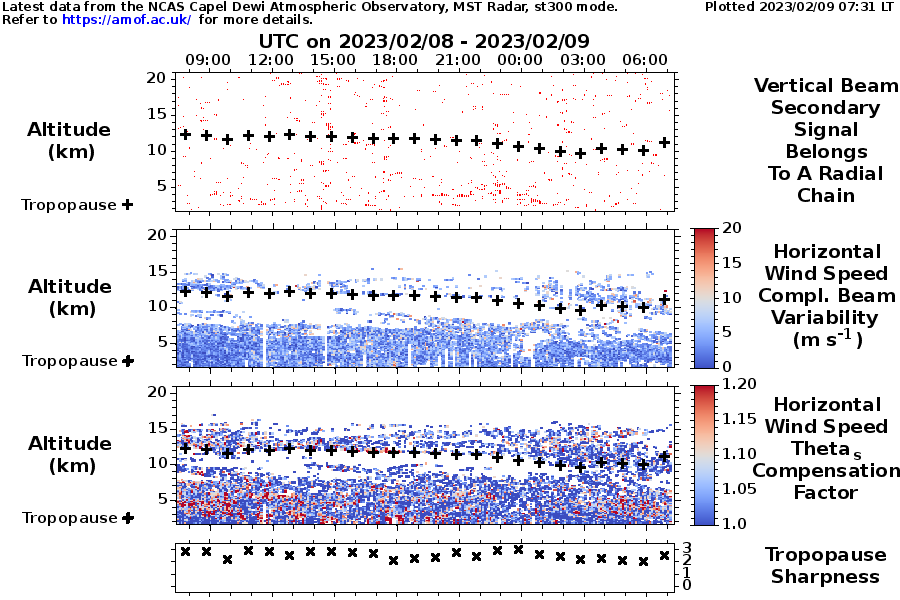 Latest data from the NCAS Capel Dewi Atmospheric Observatory, MST Radar, st300 mode.
Plotted 2023/02/09 07:31 LT
Refer to https://amof.ac.uk/ for more details.
UTC on 2023/02/08 - 2023/02/09
09:00 12:00 15:00 18:00 21:00 00:00 03:00 06:00
20
15
10
5
Altitude
(km)
Tropopause +
Vertical Beam
Secondary
Signal
Belongs
To A Radial
Chain
20
15
10
5
Altitude
(km)
Tropopause +
20
15
10
5
0
Horizontal
Wind Speed
Compl. Beam
Variability
(m s-1)
20
15
10
5
Altitude
(km)
Tropopause +
1.20
1.15
1.10
1.05
1.0
Horizontal
Wind Speed
Theta s
Compensation
Factor
3
2
1
0
Tropopause
Sharpness